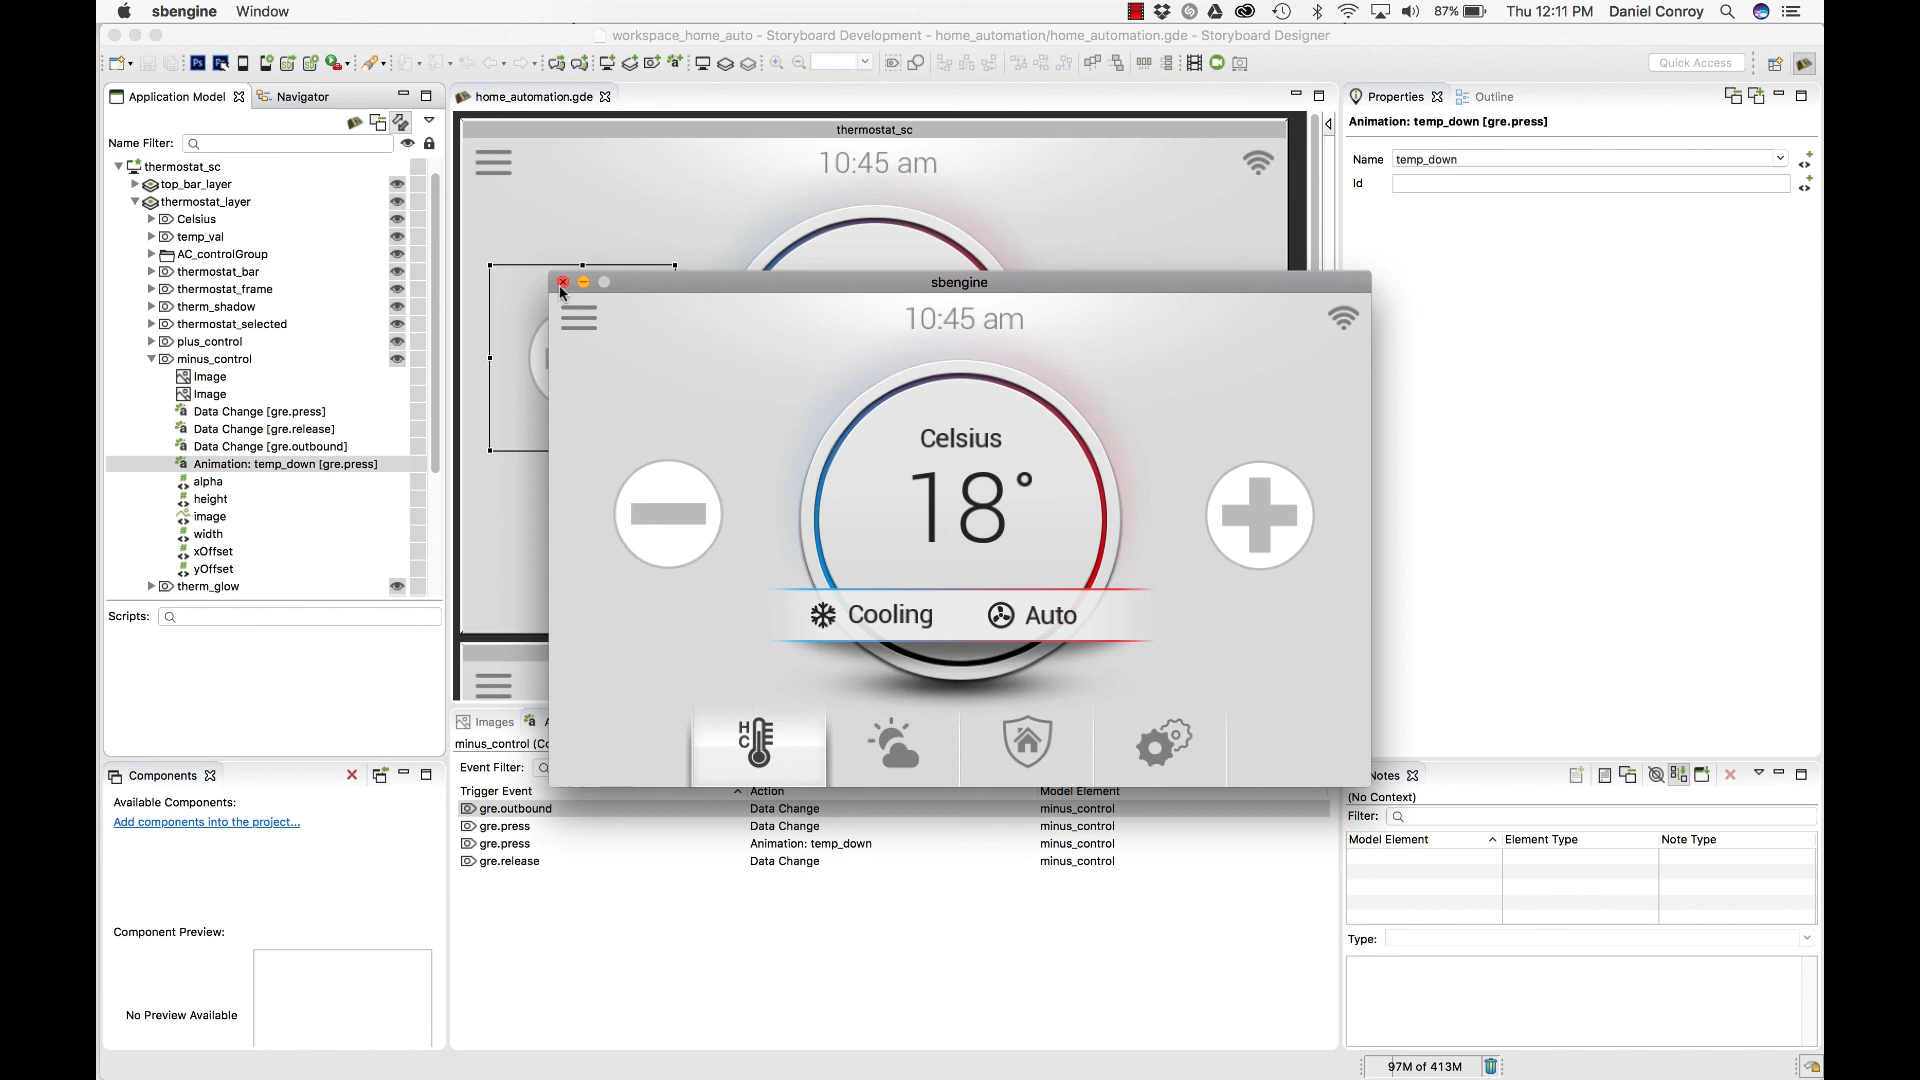 sbengine Window
87% Thu 12:11 PM Daniel Conroy
workspace_home_auto - Storyboard Development - home_automation/home_automation.gde - Storyboard Designer
Ps
Quick Access
Application Model
Navigator
Name Filter:
thermostat_sc
top_bar_layer
thermostat_layer
Celsius
temp_val
AC_controlGroup
thermostat_bar
thermostat_frame
therm_shadow
thermostat_selected
plus_control
minus_control
Image
Image
Data Change [gre.press]
Data Change [gre.release]
Data Change [gre.outbound]
Animation: temp_down [gre.press]
alpha
height
image
width
xOffset
yOffset
therm_glow
Scripts:
Components
Available Components:
Add components into the project...
Component Preview:
No Preview Available
home_automation.gde
thermostat_sc
10:45 am
sbengine
10:45 am
Celsius
18°
Cooling
Auto
H
C
Images
minus_control (Co
Event Filter:
Trigger Event Action Model Element
gre.outbound Data Change minus_control
gre.press Data Change minus_control
gre.press Animation: temp_down minus_control
gre.release Data Change minus_control
Properties
Outline
Animation: temp_down [gre.press]
Name temp_down
Id
Notes
(No Context)
Filter:
Model Element Element Type Note Type
Type:
97M of 413M